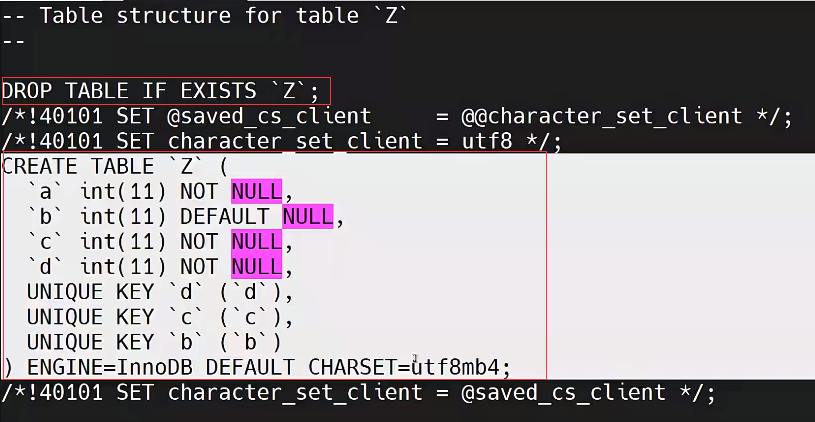 -- Table structure for table `Z`
--
DROP TABLE IF EXISTS `Z`;
/*!40101 SET @saved_cs_client     = @@character_set_client */;
/*!40101 SET character_set_client = utf8 */;
CREATE TABLE `Z` (
  `a` int(11) NOT NULL,
  `b` int(11) DEFAULT NULL,
  `c` int(11) NOT NULL,
  `d` int(11) NOT NULL,
  UNIQUE KEY `d` (`d`),
  UNIQUE KEY `c` (`c`),
  UNIQUE KEY `b` (`b`)
) ENGINE=InnoDB DEFAULT CHARSET=utf8mb4;
/*!40101 SET character_set_client = @saved_cs_client */;